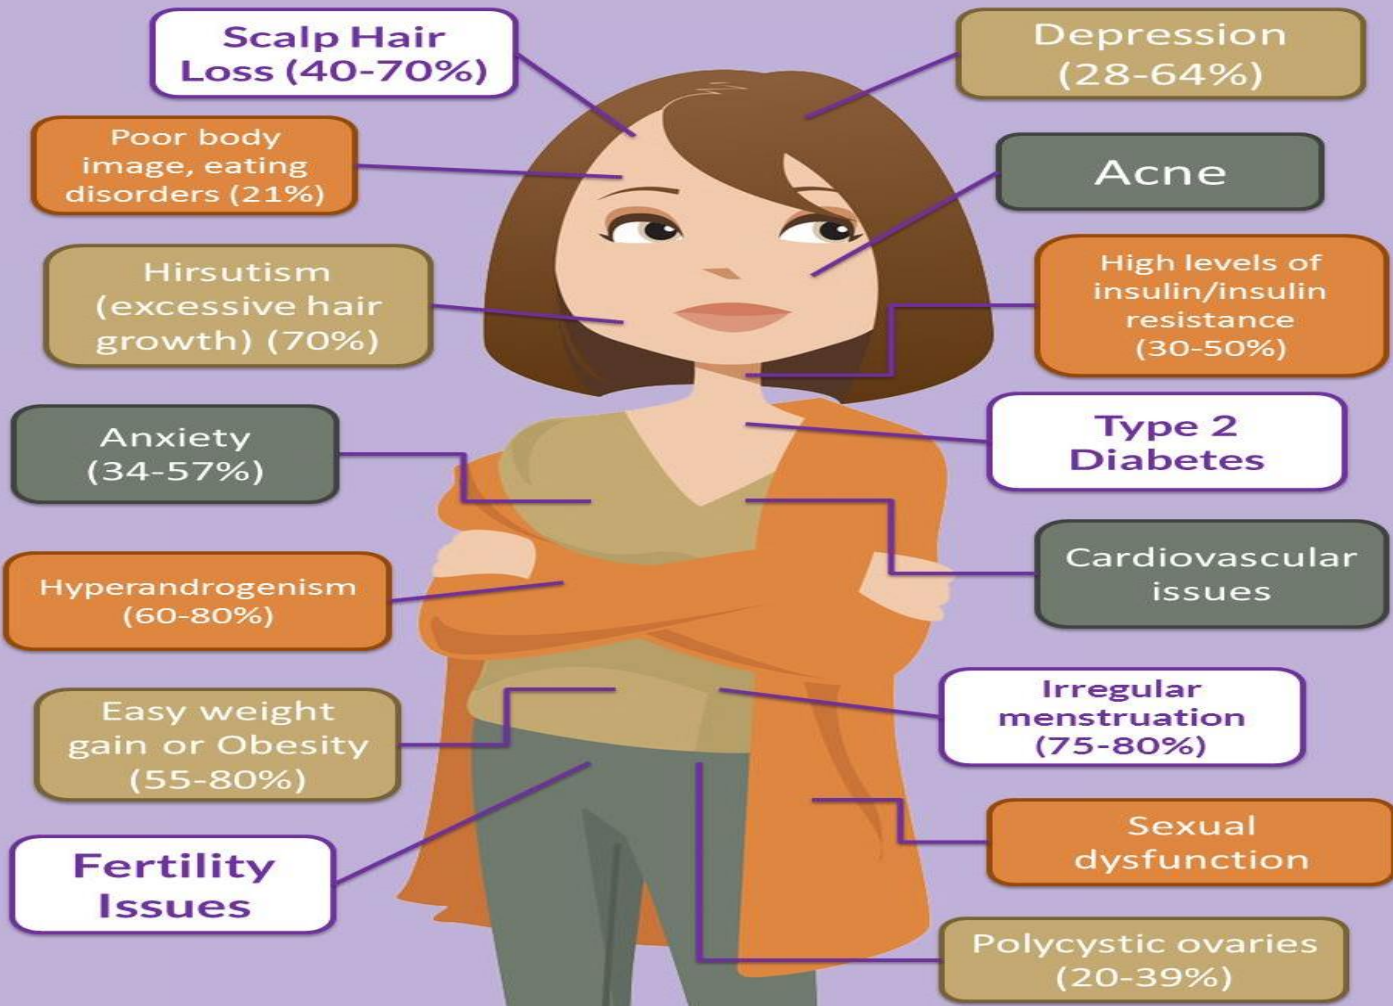 Scalp Hair
Loss (40-70%)
Depression
(28-64%)
Poor body
image, eating
disorders (21%)
Acne
Hirsutism
(excessive hair
growth) (70%)
High levels of
insulin/insulin
resistance
(30-50%)
Anxiety
(34-57%)
Type 2
Diabetes
Hyperandrogenism
(60-80%)
Cardiovascular
issues
Easy weight
gain or Obesity
(55-80%)
Irregular
menstruation
(75-80%)
Fertility
Issues
Sexual
dysfunction
Polycystic ovaries
(20-39%)